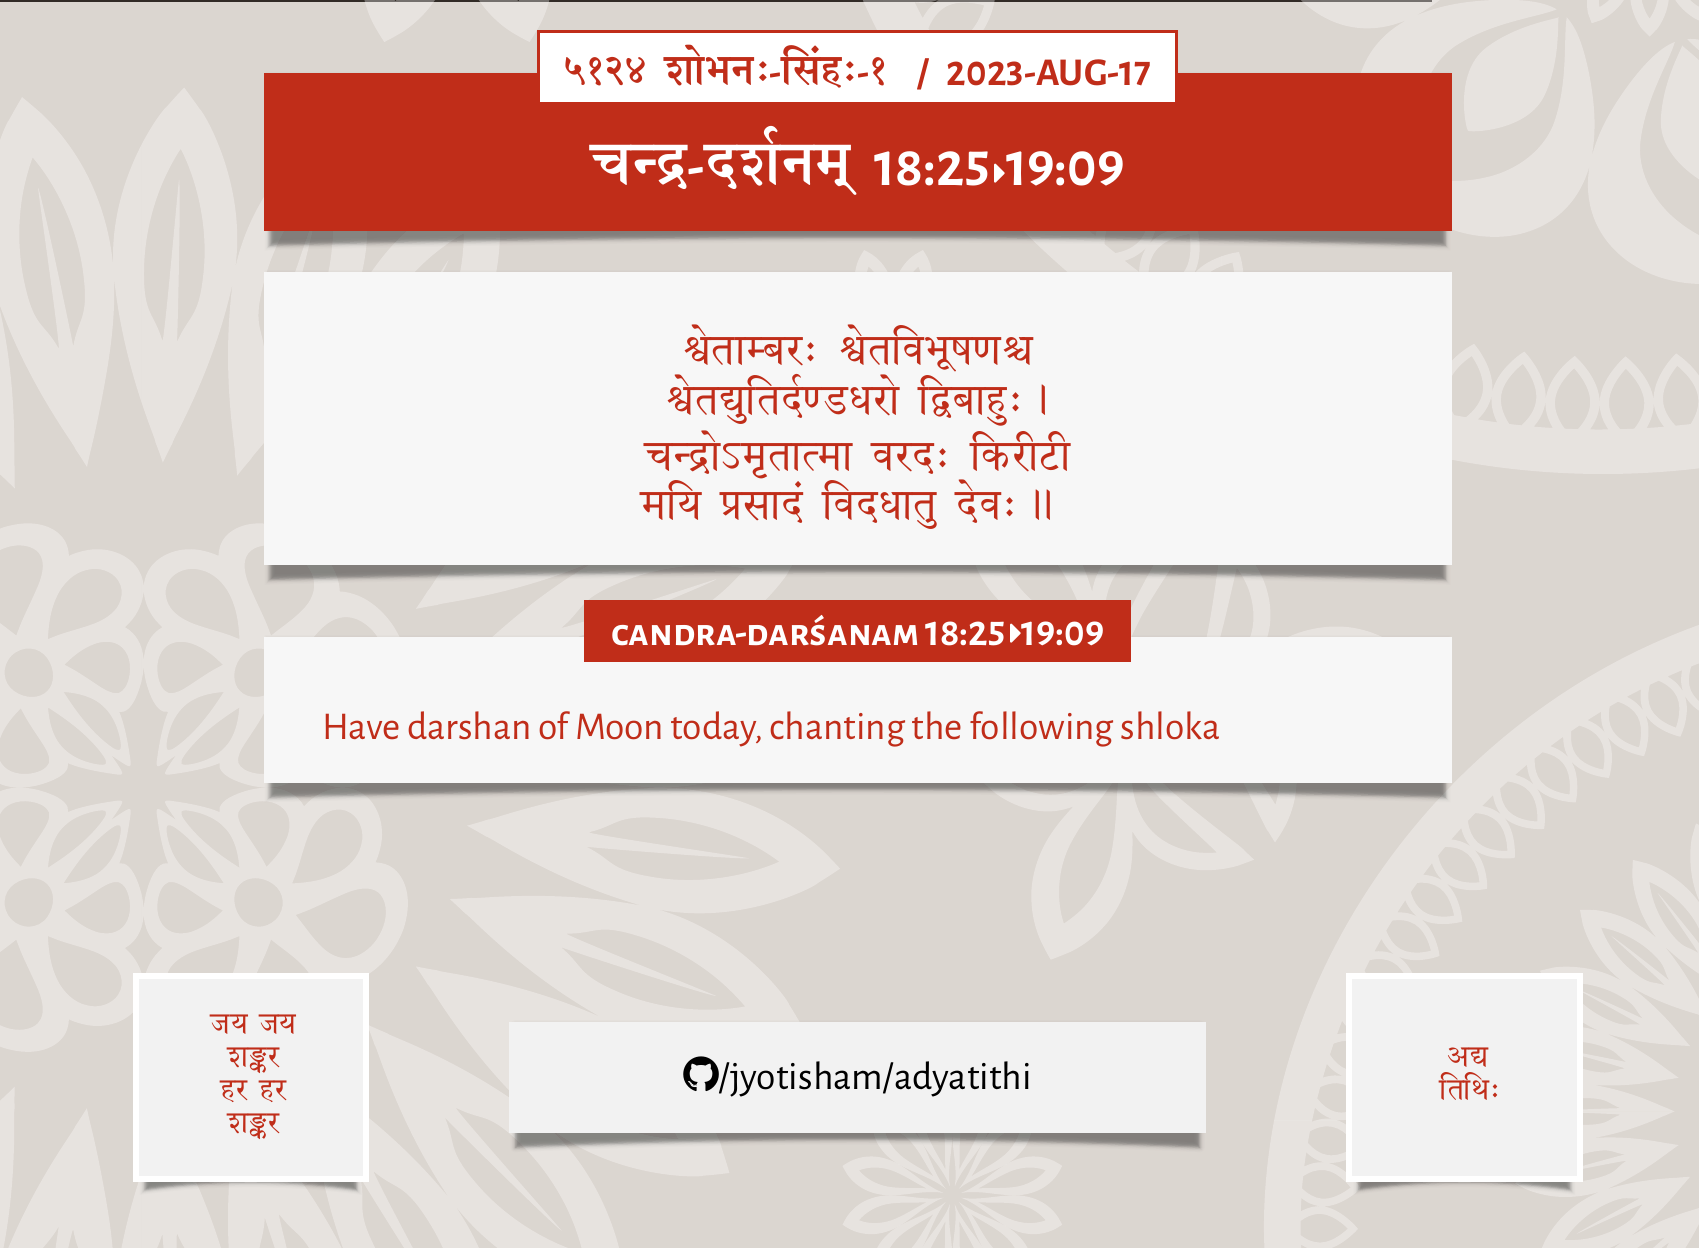 ५१२४ शोभनः-सिंहः-१ / 2023-AUG-17
चन्द्र-दर्शनम् 18:25▸19:09
श्वेताम्बरः श्वेतविभूषणश्च
श्वेतद्युतिर्दण्डधरो द्विबाहुः ।
चन्द्रोऽमृतात्मा वरदः किरीटी
मयि प्रसादं विदधातु देवः ॥
CANDRA-DARŚANAM 18:25▸19:09
Have darshan of Moon today, chanting the following shloka
जय जय
शङ्कर
हर हर
शङ्कर
/jyotisham/adyatithi
अद्य
तिथिः